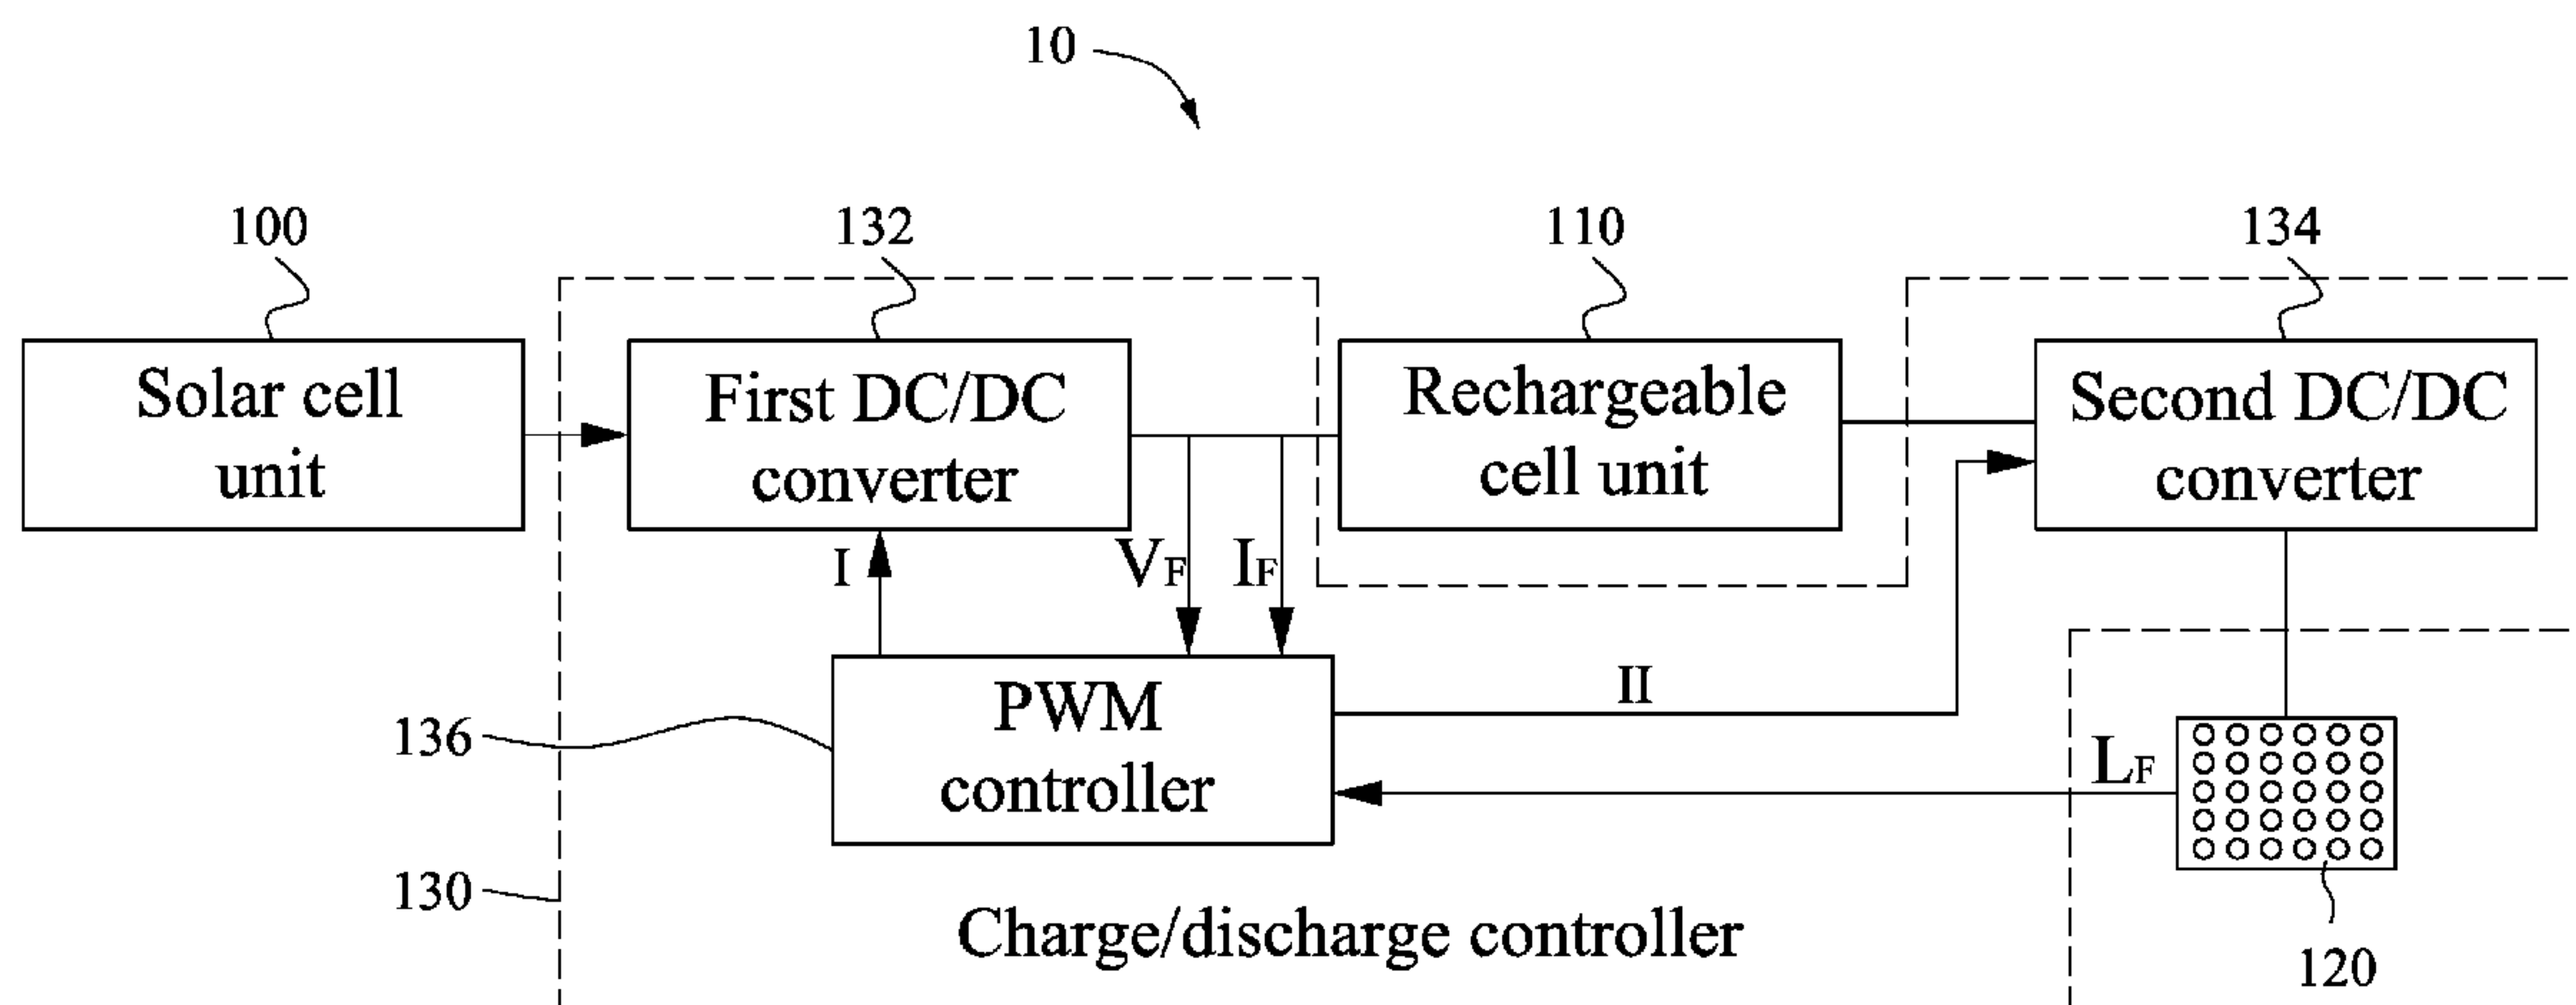 10
100
132
110
134
Solar cell
unit
First DC/DC
converter
Rechargeable
cell unit
Second DC/DC
converter
I
VF
IF
PWM
controller
II
136
LF
130
Charge/discharge controller
120